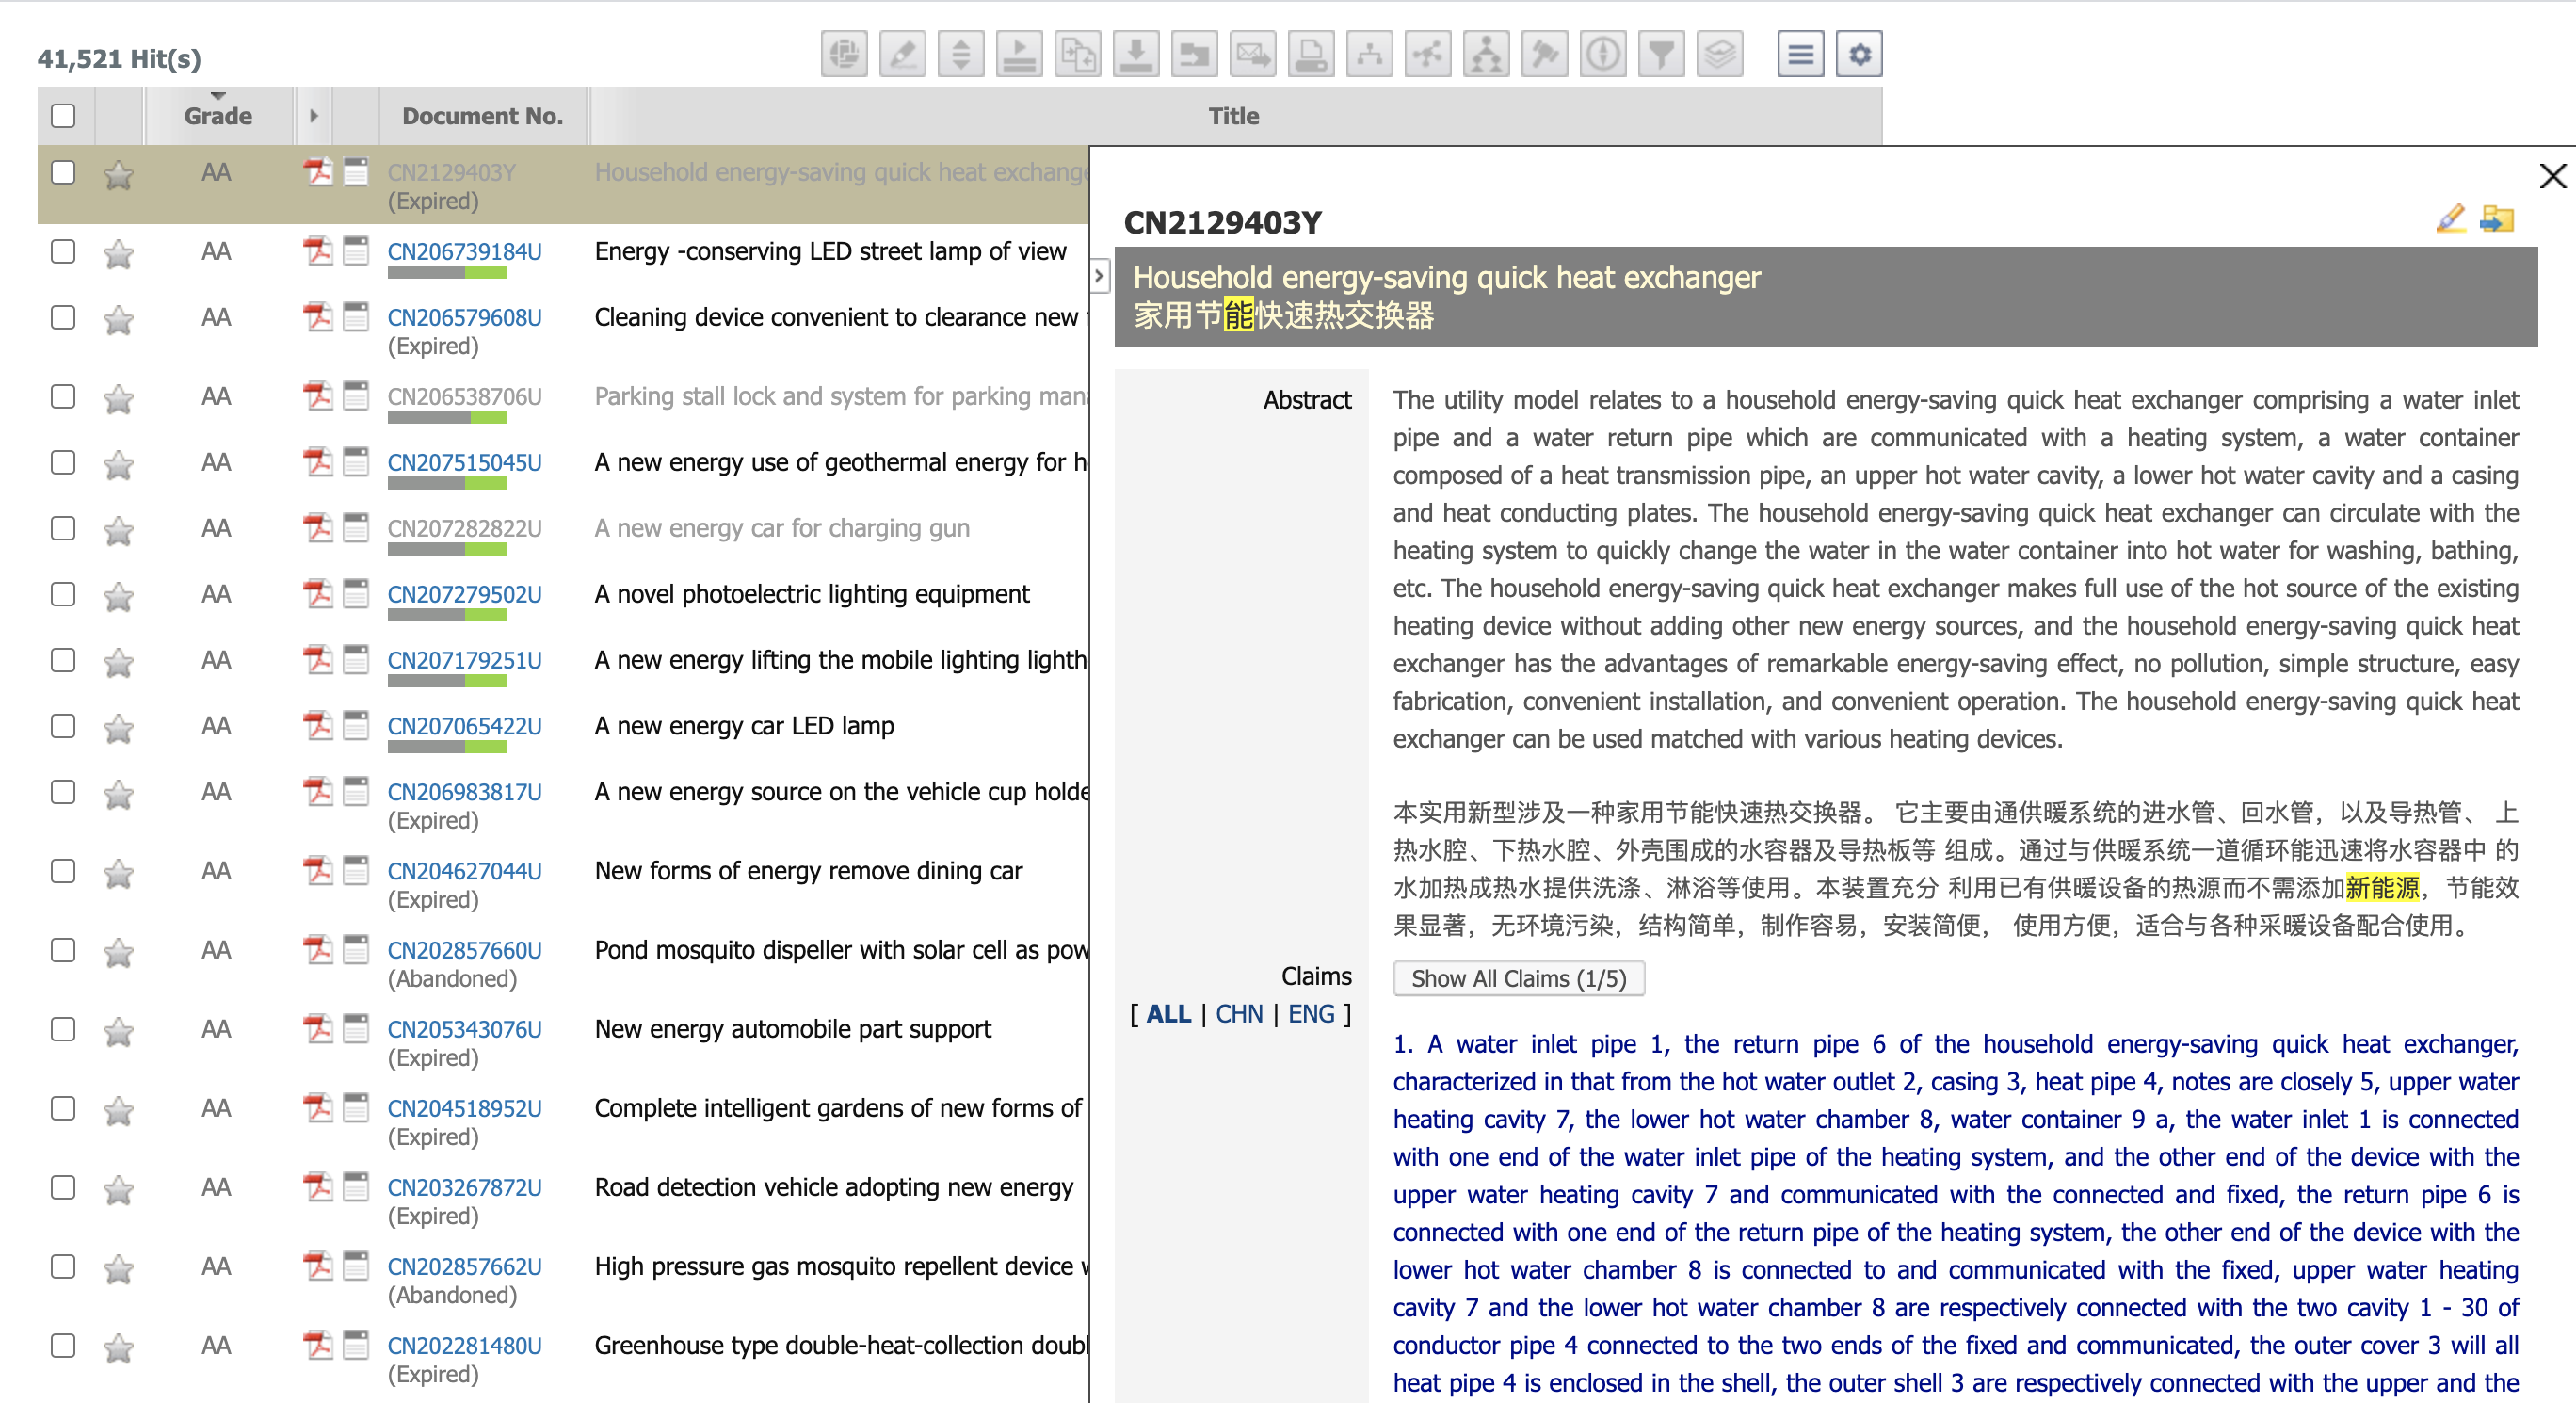 41,521 Hit(s)
Grade
Document No.
Title
AA
CN2129403Y
Household energy-saving quick heat
(Expired)
AA
CN206739184U
Energy -conserving LED street lamp of view
AA
CN206579608U
Cleaning device convenient to clearance new
(Expired)
AA
CN206538706U
Parking stall lock and system for parking
AA
CN207515045U
A new energy use of geothermal energy for
AA
CN207282822U
A new energy car for charging gun
AA
CN207279502U
A novel photoelectric lighting equipment
AA
CN207179251U
A new energy lifting the mobile lighting
AA
CN207065422U
A new energy car LED lamp
AA
CN206983817U
A new energy source on the vehicle cup
(Expired)
AA
CN204627044U
New forms of energy remove dining car
(Expired)
AA
CN202857660U
Pond mosquito dispeller with solar cell as
(Abandoned)
AA
CN205343076U
New energy automobile part support
(Expired)
AA
CN204518952U
Complete intelligent gardens of new forms of
(Expired)
AA
CN203267872U
Road detection vehicle adopting new energy
(Expired)
AA
CN202857662U
High pressure gas mosquito repellent device
(Abandoned)
AA
CN202281480U
Greenhouse type double-heat-collection
(Expired)
CN2129403Y
Household energy-saving quick heat exchanger
家用节能快速热交换器
Abstract
The utility model relates to a household energy-saving quick heat exchanger comprising a water inlet
pipe and a water return pipe which are communicated with a heating system, a water container
composed of a heat transmission pipe, an upper hot water cavity, a lower hot water cavity and a casing
and heat conducting plates. The household energy-saving quick heat exchanger can circulate with the
heating system to quickly change the water in the water container into hot water for washing, bathing,
etc. The household energy-saving quick heat exchanger makes full use of the hot source of the existing
heating device without adding other new energy sources, and the household energy-saving quick heat
exchanger has the advantages of remarkable energy-saving effect, no pollution, simple structure, easy
fabrication, convenient installation, and convenient operation. The household energy-saving quick heat
exchanger can be used matched with various heating devices.
本实用新型涉及一种家用节能快速热交换器。 它主要由通供暖系统的进水管、回水管，以及导热管、 上
热水腔、下热水腔、外壳围成的水容器及导热板等 组成。通过与供暖系统一道循环能迅速将水容器中 的
水加热成热水提供洗涤、淋浴等使用。本装置充分 利用已有供暖设备的热源而不需添加新能源，节能效
果显著，无环境污染，结构简单，制作容易，安装简便， 使用方便，适合与各种采暖设备配合使用。
Claims
[ ALL | CHN | ENG ]
Show All Claims (1/5)
1. A water inlet pipe 1, the return pipe 6 of the household energy-saving quick heat exchanger,
characterized in that from the hot water outlet 2, casing 3, heat pipe 4, notes are closely 5, upper water
heating cavity 7, the lower hot water chamber 8, water container 9 a, the water inlet 1 is connected
with one end of the water inlet pipe of the heating system, and the other end of the device with the
upper water heating cavity 7 and communicated with the connected and fixed, the return pipe 6 is
connected with one end of the return pipe of the heating system, the other end of the device with the
lower hot water chamber 8 is connected to and communicated with the fixed, upper water heating
cavity 7 and the lower hot water chamber 8 are respectively connected with the two cavity 1 - 30 of
conductor pipe 4 connected to the two ends of the fixed and communicated, the outer cover 3 will all
heat pipe 4 is enclosed in the shell, the outer shell 3 are respectively connected with the upper and the